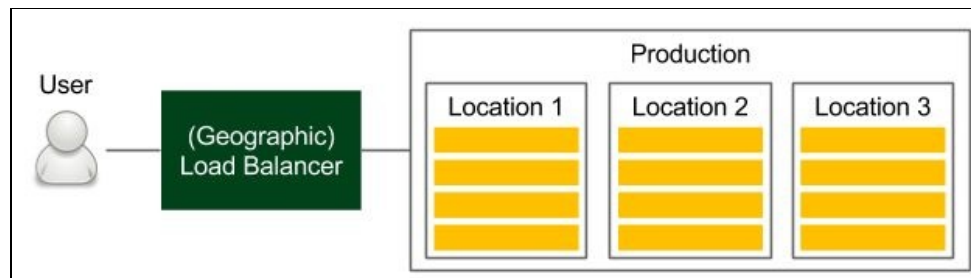 Production
User
Location 1
Location 2
Location 3
(Geographic)
Load Balancer